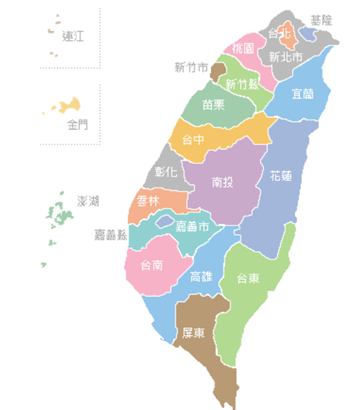 基隆
連江
台北
桃園
新北市
新竹市
新竹縣
宜蘭
苗栗
金門
台中
彰化
南投
花蓮
澎湖
雲林
嘉義市
嘉義縣
台南
高雄
台東
屏東